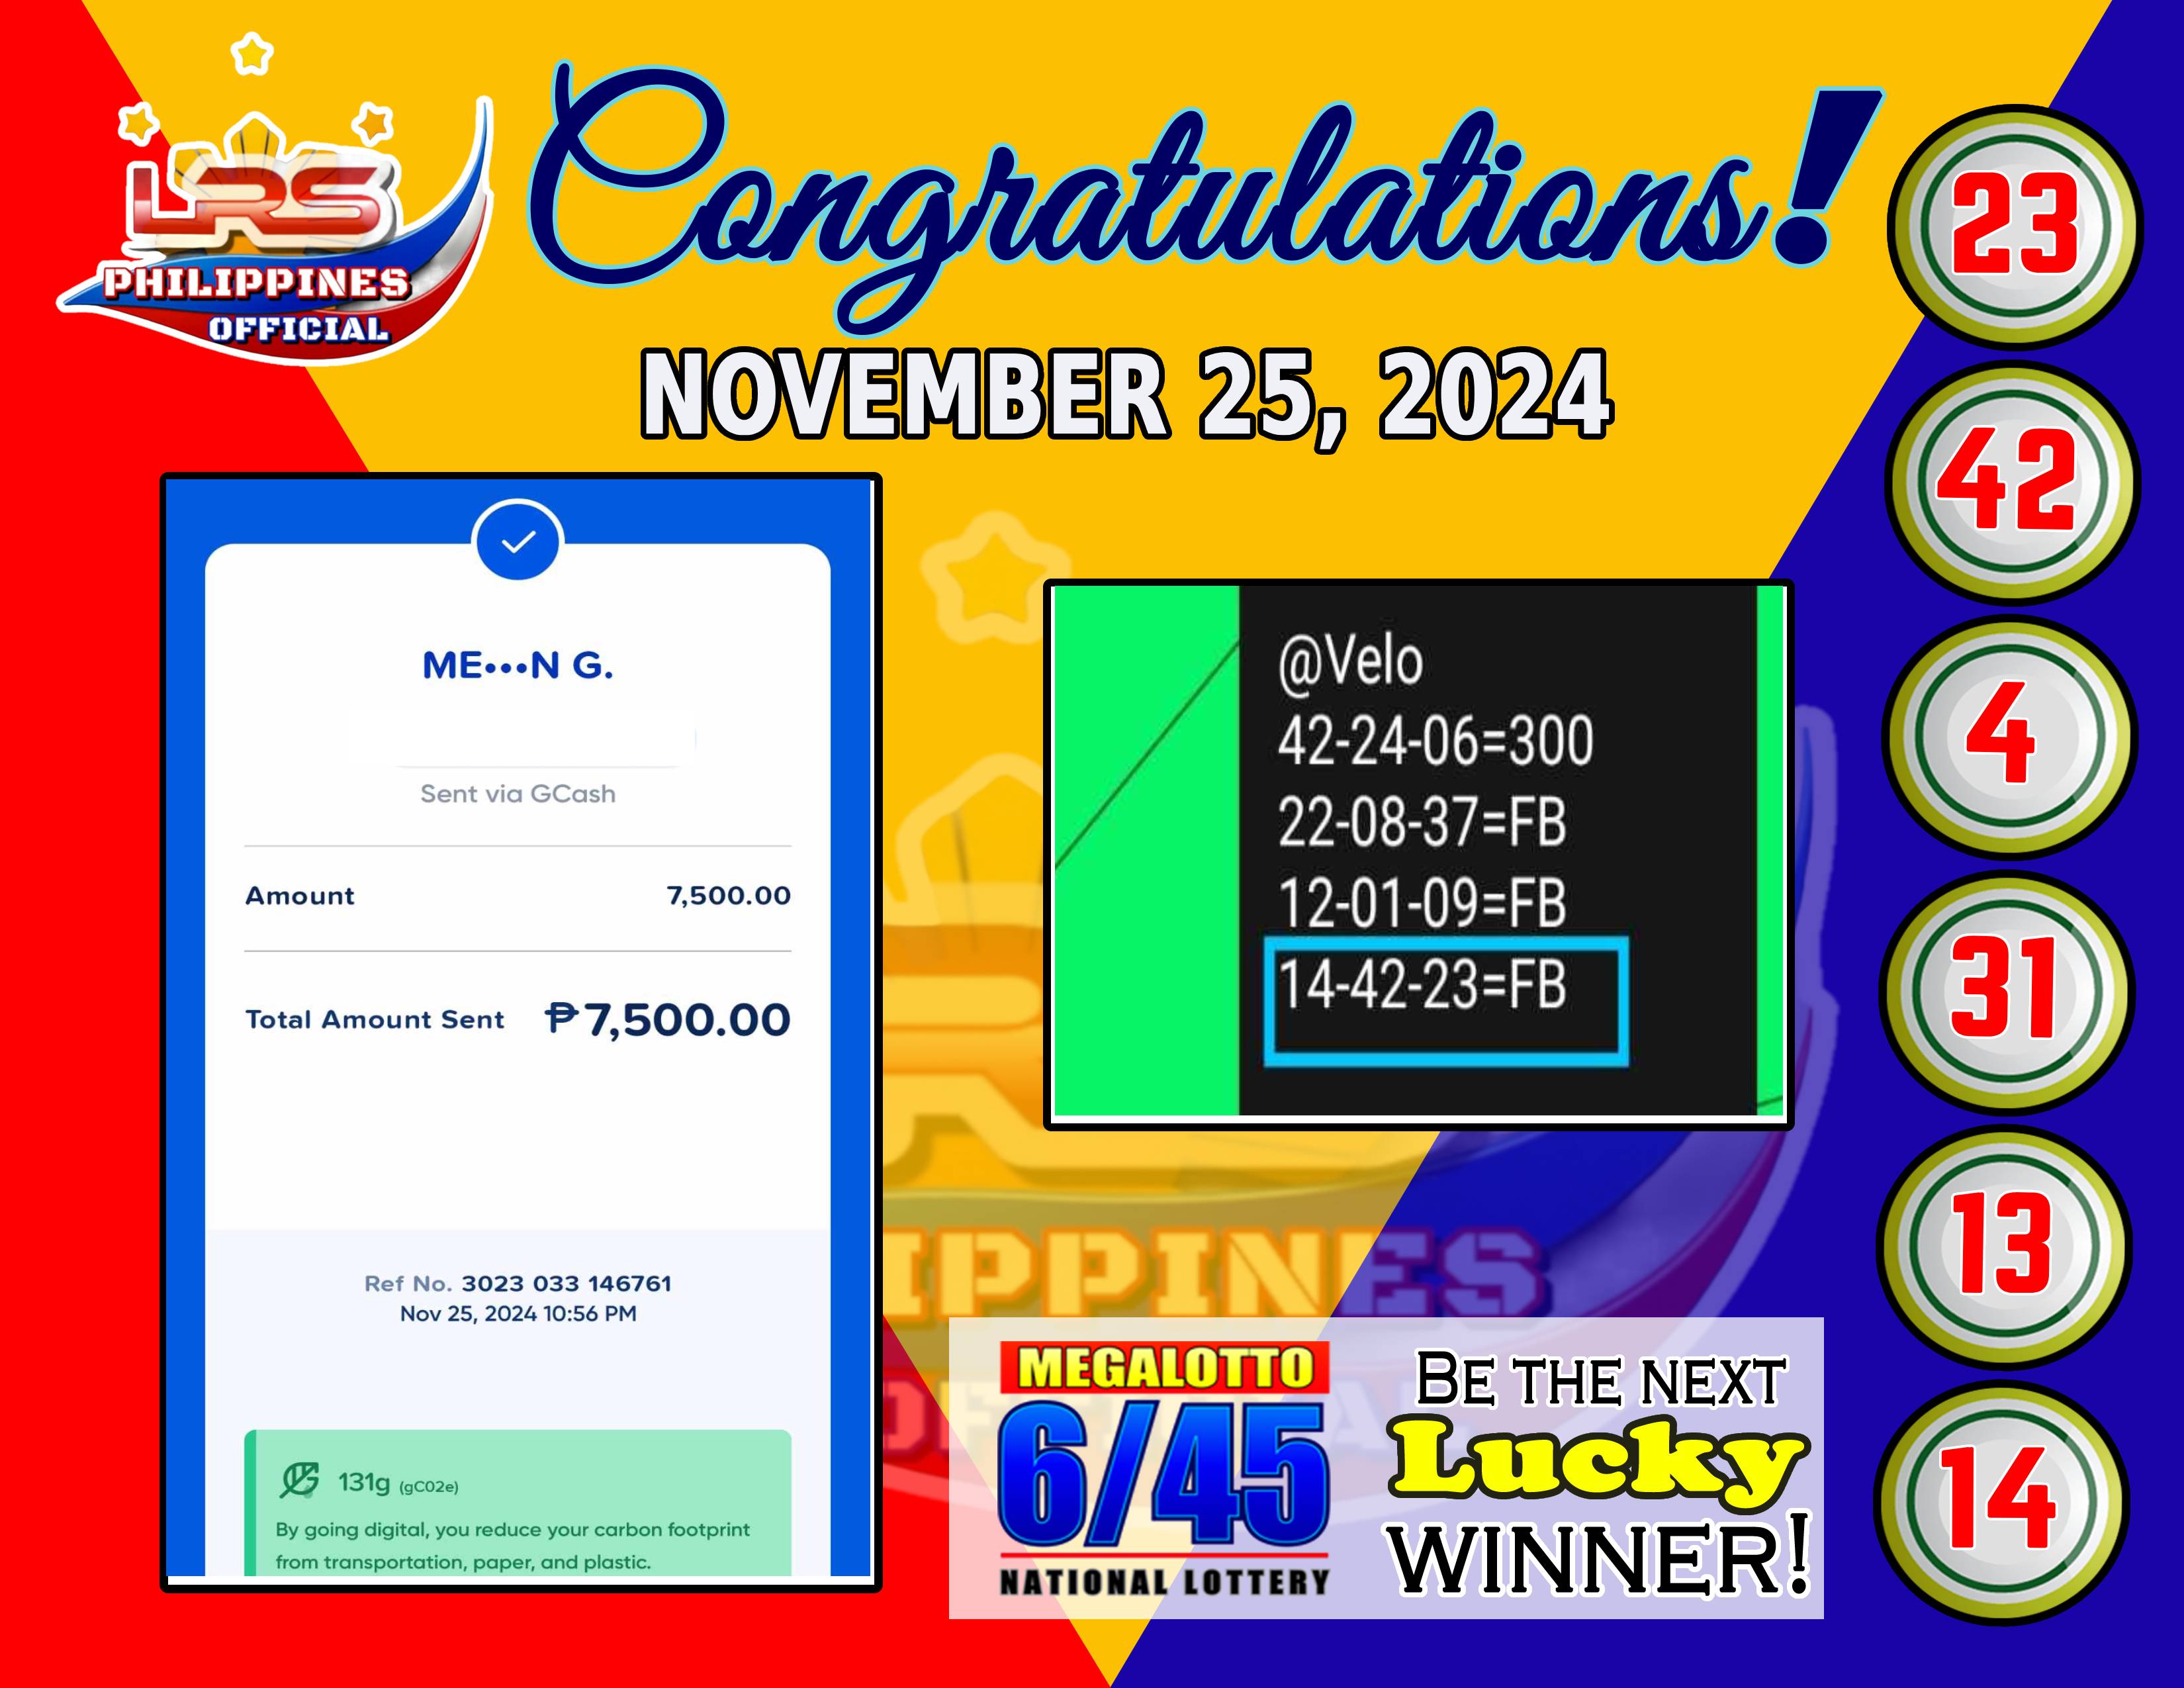 LRS
PHILIPPINES
OFFICIAL
Congratulations!
NOVEMBER 25, 2024
ME•••N G.
Sent via GCash
Amount 7,500.00
Total Amount Sent ₱7,500.00
Ref No. 3023 033 146761
Nov 25, 2024 10:56 PM
131g (gC02e)
By going digital, you reduce your carbon footprint
from transportation, paper, and plastic.
@Velo
42-24-06=300
22-08-37=FB
12-01-09=FB
14-42-23=FB
MEGALOTTO
6/45
NATIONAL LOTTERY
BE THE NEXT
Lucky
WINNER!
23
42
4
31
13
14